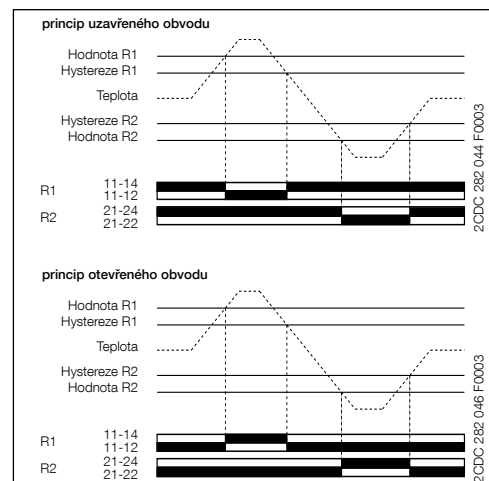 princip uzavřeného obvodu
Hodnota R1
Hystereze R1
Teplota
Hystereze R2
Hodnota R2
R1
11-14
11-12
R2
21-24
21-22
2CDC 282 044 F0003
princip otevřeného obvodu
Hodnota R1
Hystereze R1
Teplota
Hystereze R2
Hodnota R2
R1
11-14
11-12
R2
21-24
21-22
2CDC 282 046 F0003